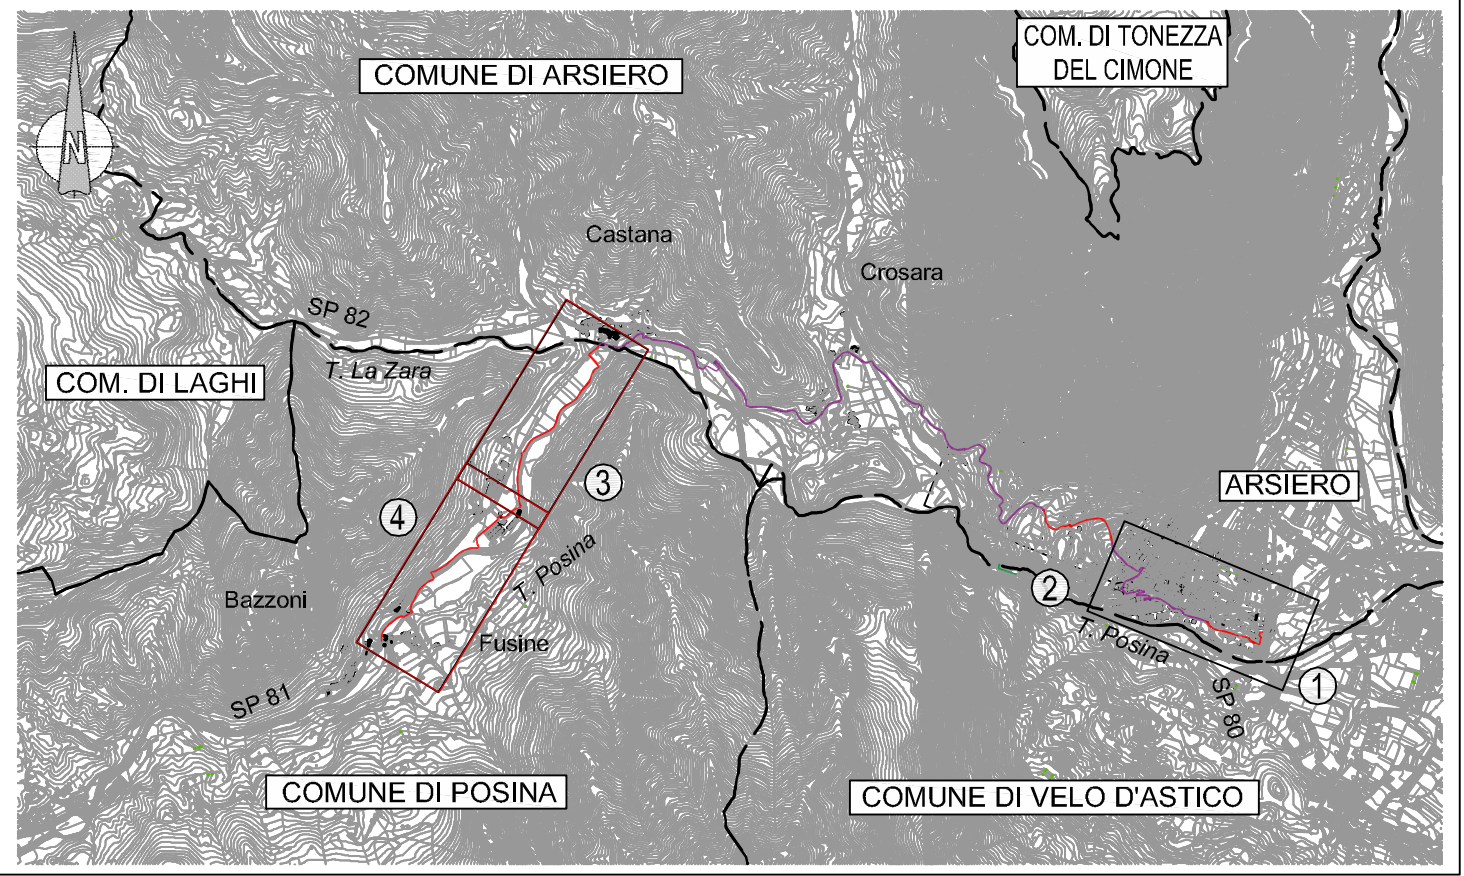 COM. DI TONEZZA
DEL CIMONE
COMUNE DI ARSIERO
N
Castana
Crosara
SP 82
T. La Zara
COM. DI LAGHI
3
ARSIERO
4
T. Posina
2
Bazzoni
Fusine
T. Posina
1
SP 81
SP 80
COMUNE DI POSINA
COMUNE DI VELO D'ASTICO